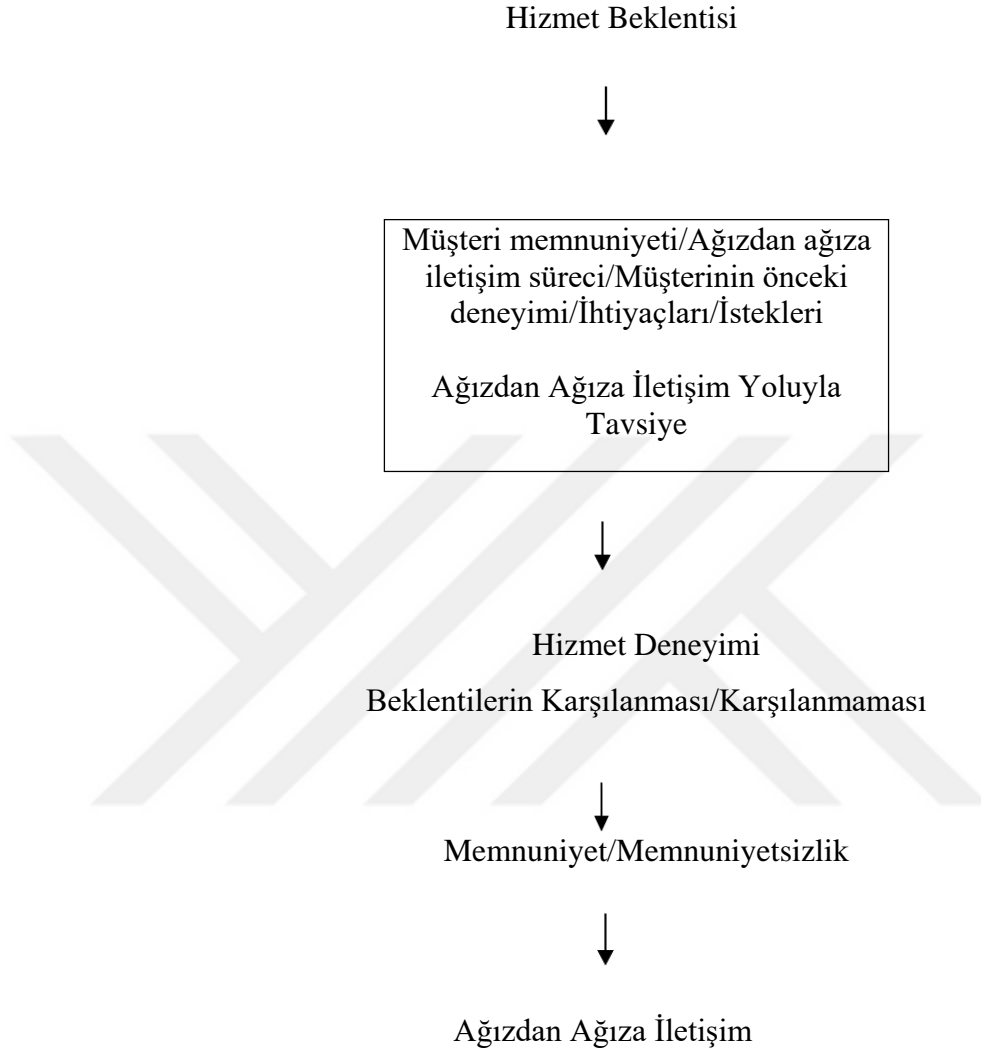 Hizmet Beklentisi
Müşteri memnuniyeti/Ağızdan ağıza
iletişim süreci/Müşterinin önceki
deneyimi/İhtiyaçları/İstekleri
Ağızdan Ağıza İletişim Yoluyla
Tavsiye
Hizmet Deneyimi
Beklentilerin Karşılanması/Karşılanmaması
Memnuniyet/Memnuniyetsizlik
Ağızdan Ağıza İletişim